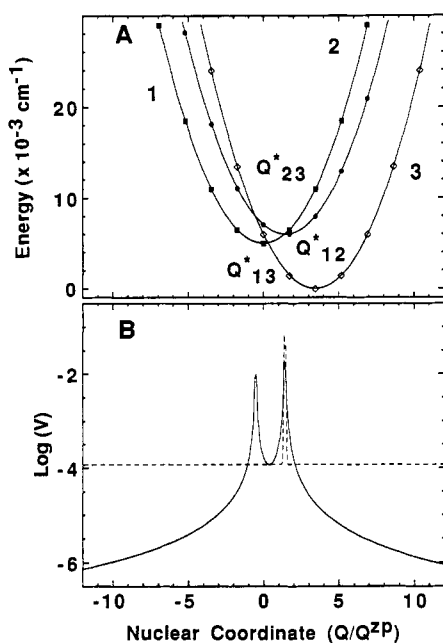 A
1
2
3
Q*23
Q*12
Q*13
Energy (x 10-3 cm-1)
20
10
0
B
Log (V)
-2
-4
-6
-10
-5
0
5
10
Nuclear Coordinate (Q/Qzp)